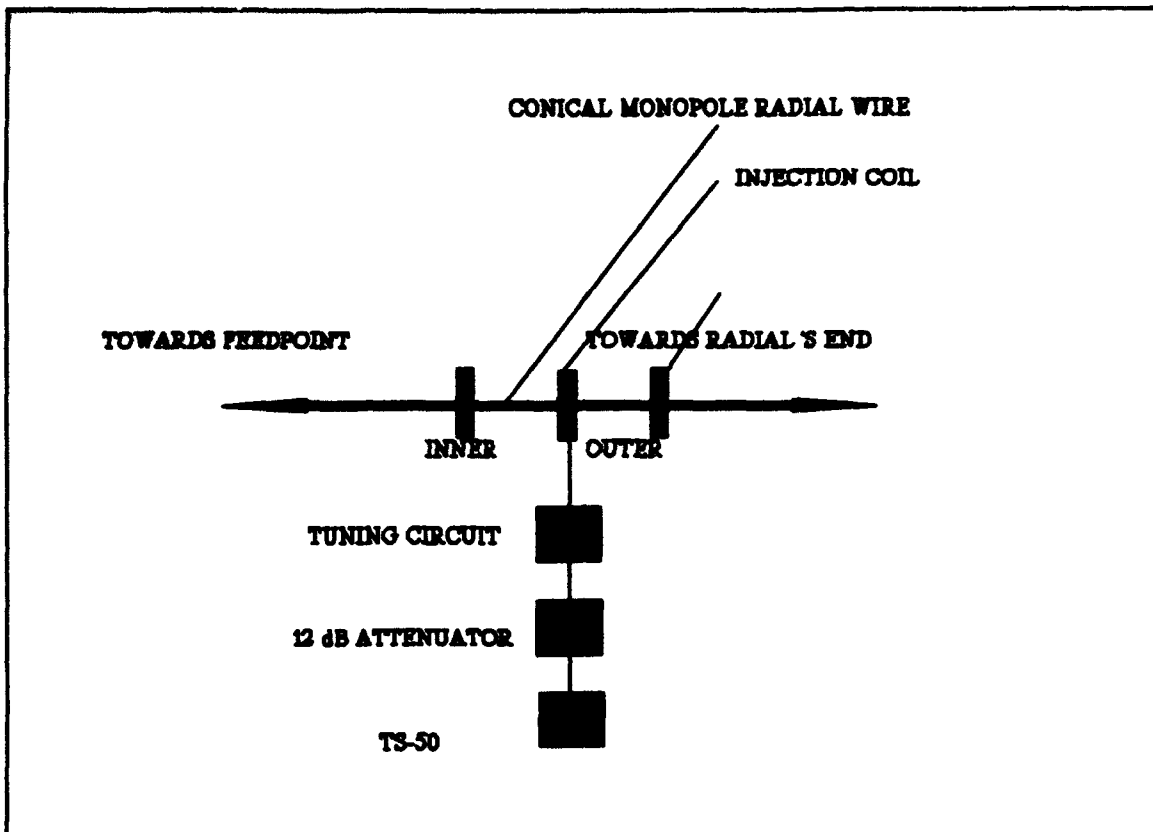 CONICAL MONOPOLE RADIAL WIRE
INJECTION COIL
TOWARDS FEEDPOINT
TOWARDS RADIAL'S END
INNER
OUTER
TUNING CIRCUIT
12 dB ATTENUATOR
TS-50